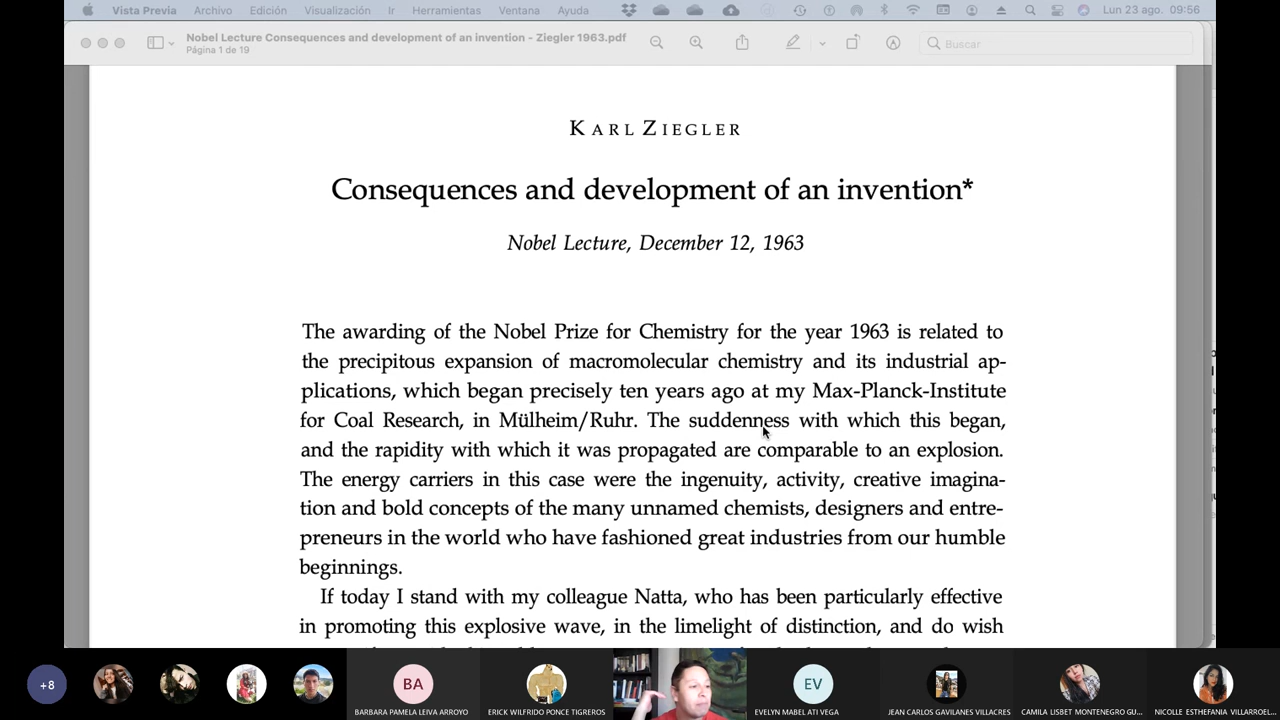 Vista Previa Archivo Edición Visualización Ir Herramientas Ventana Ayuda Lun 23 ago. 09:56
Nobel Lecture Consequences and development of an invention - Ziegler 1963.pdf
Página 1 de 19
Buscar
KARL ZIEGLER
Consequences and development of an invention*
Nobel Lecture, December 12, 1963
The awarding of the Nobel Prize for Chemistry for the year 1963 is related to
the precipitous expansion of macromolecular chemistry and its industrial ap-
plications, which began precisely ten years ago at my Max-Planck-Institute
for Coal Research, in Mülheim/Ruhr. The suddenness with which this began,
and the rapidity with which it was propagated are comparable to an explosion.
The energy carriers in this case were the ingenuity, activity, creative imagina-
tion and bold concepts of the many unnamed chemists, designers and entre-
preneurs in the world who have fashioned great industries from our humble
beginnings.
If today I stand with my colleague Natta, who has been particularly effective
in promoting this explosive wave, in the limelight of distinction, and do wish
+8
BA
EV
BARBARA PAMELA LEIVA ARROYO
ERICK WILFRIDO PONCE TIGREROS
EVELYN MABEL ATI VEGA
JEAN CARLOS GAVILANES VILLACRES
CAMILA LISBET MONTENEGRO GU...
NICOLLE ESTHEFANIA VILLARROEL...